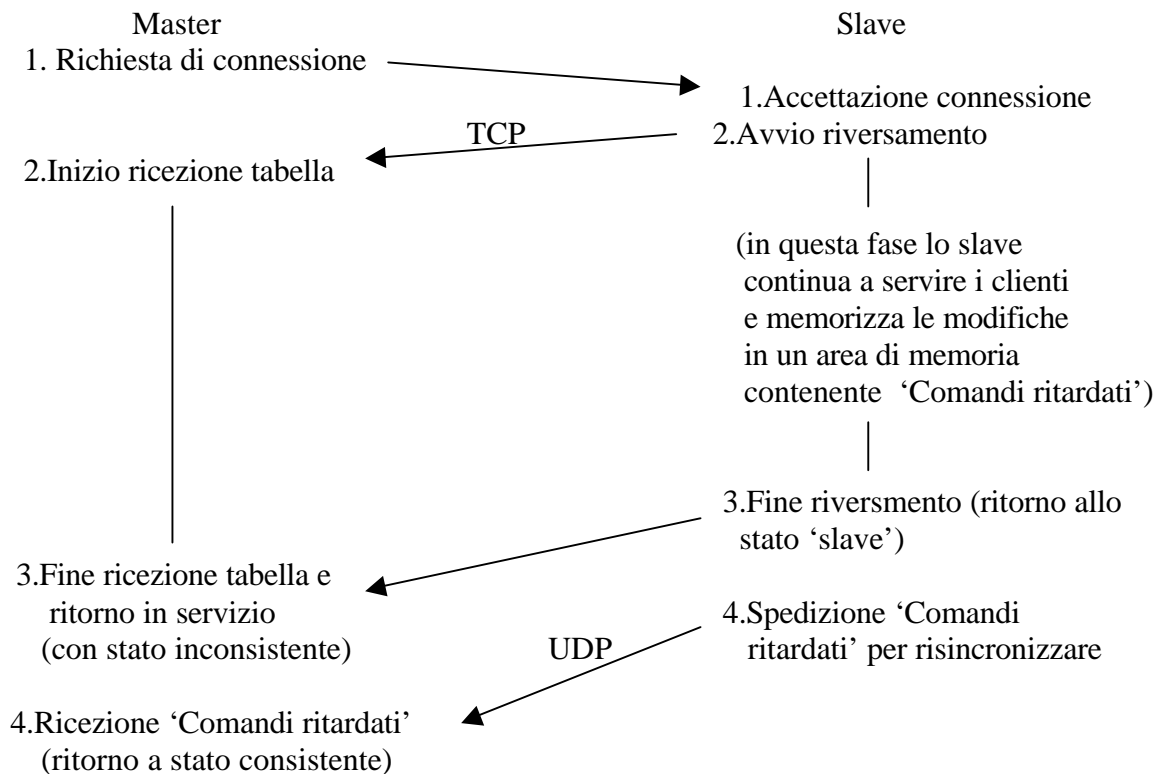 Master
Slave
1. Richiesta di connessione
1.Accettazione connessione
TCP
2.Avvio riversamento
2.Inizio ricezione tabella
(in questa fase lo slave
continua a servire i clienti
e memorizza le modifiche
in un area di memoria
contenente ‘Comandi ritardati’)
3.Fine riversmento (ritorno allo
stato ‘slave’)
3.Fine ricezione tabella e
ritorno in servizio
(con stato inconsistente)
4.Spedizione ‘Comandi
ritardati’ per risincronizzare
UDP
4.Ricezione ‘Comandi ritardati’
(ritorno a stato consistente)